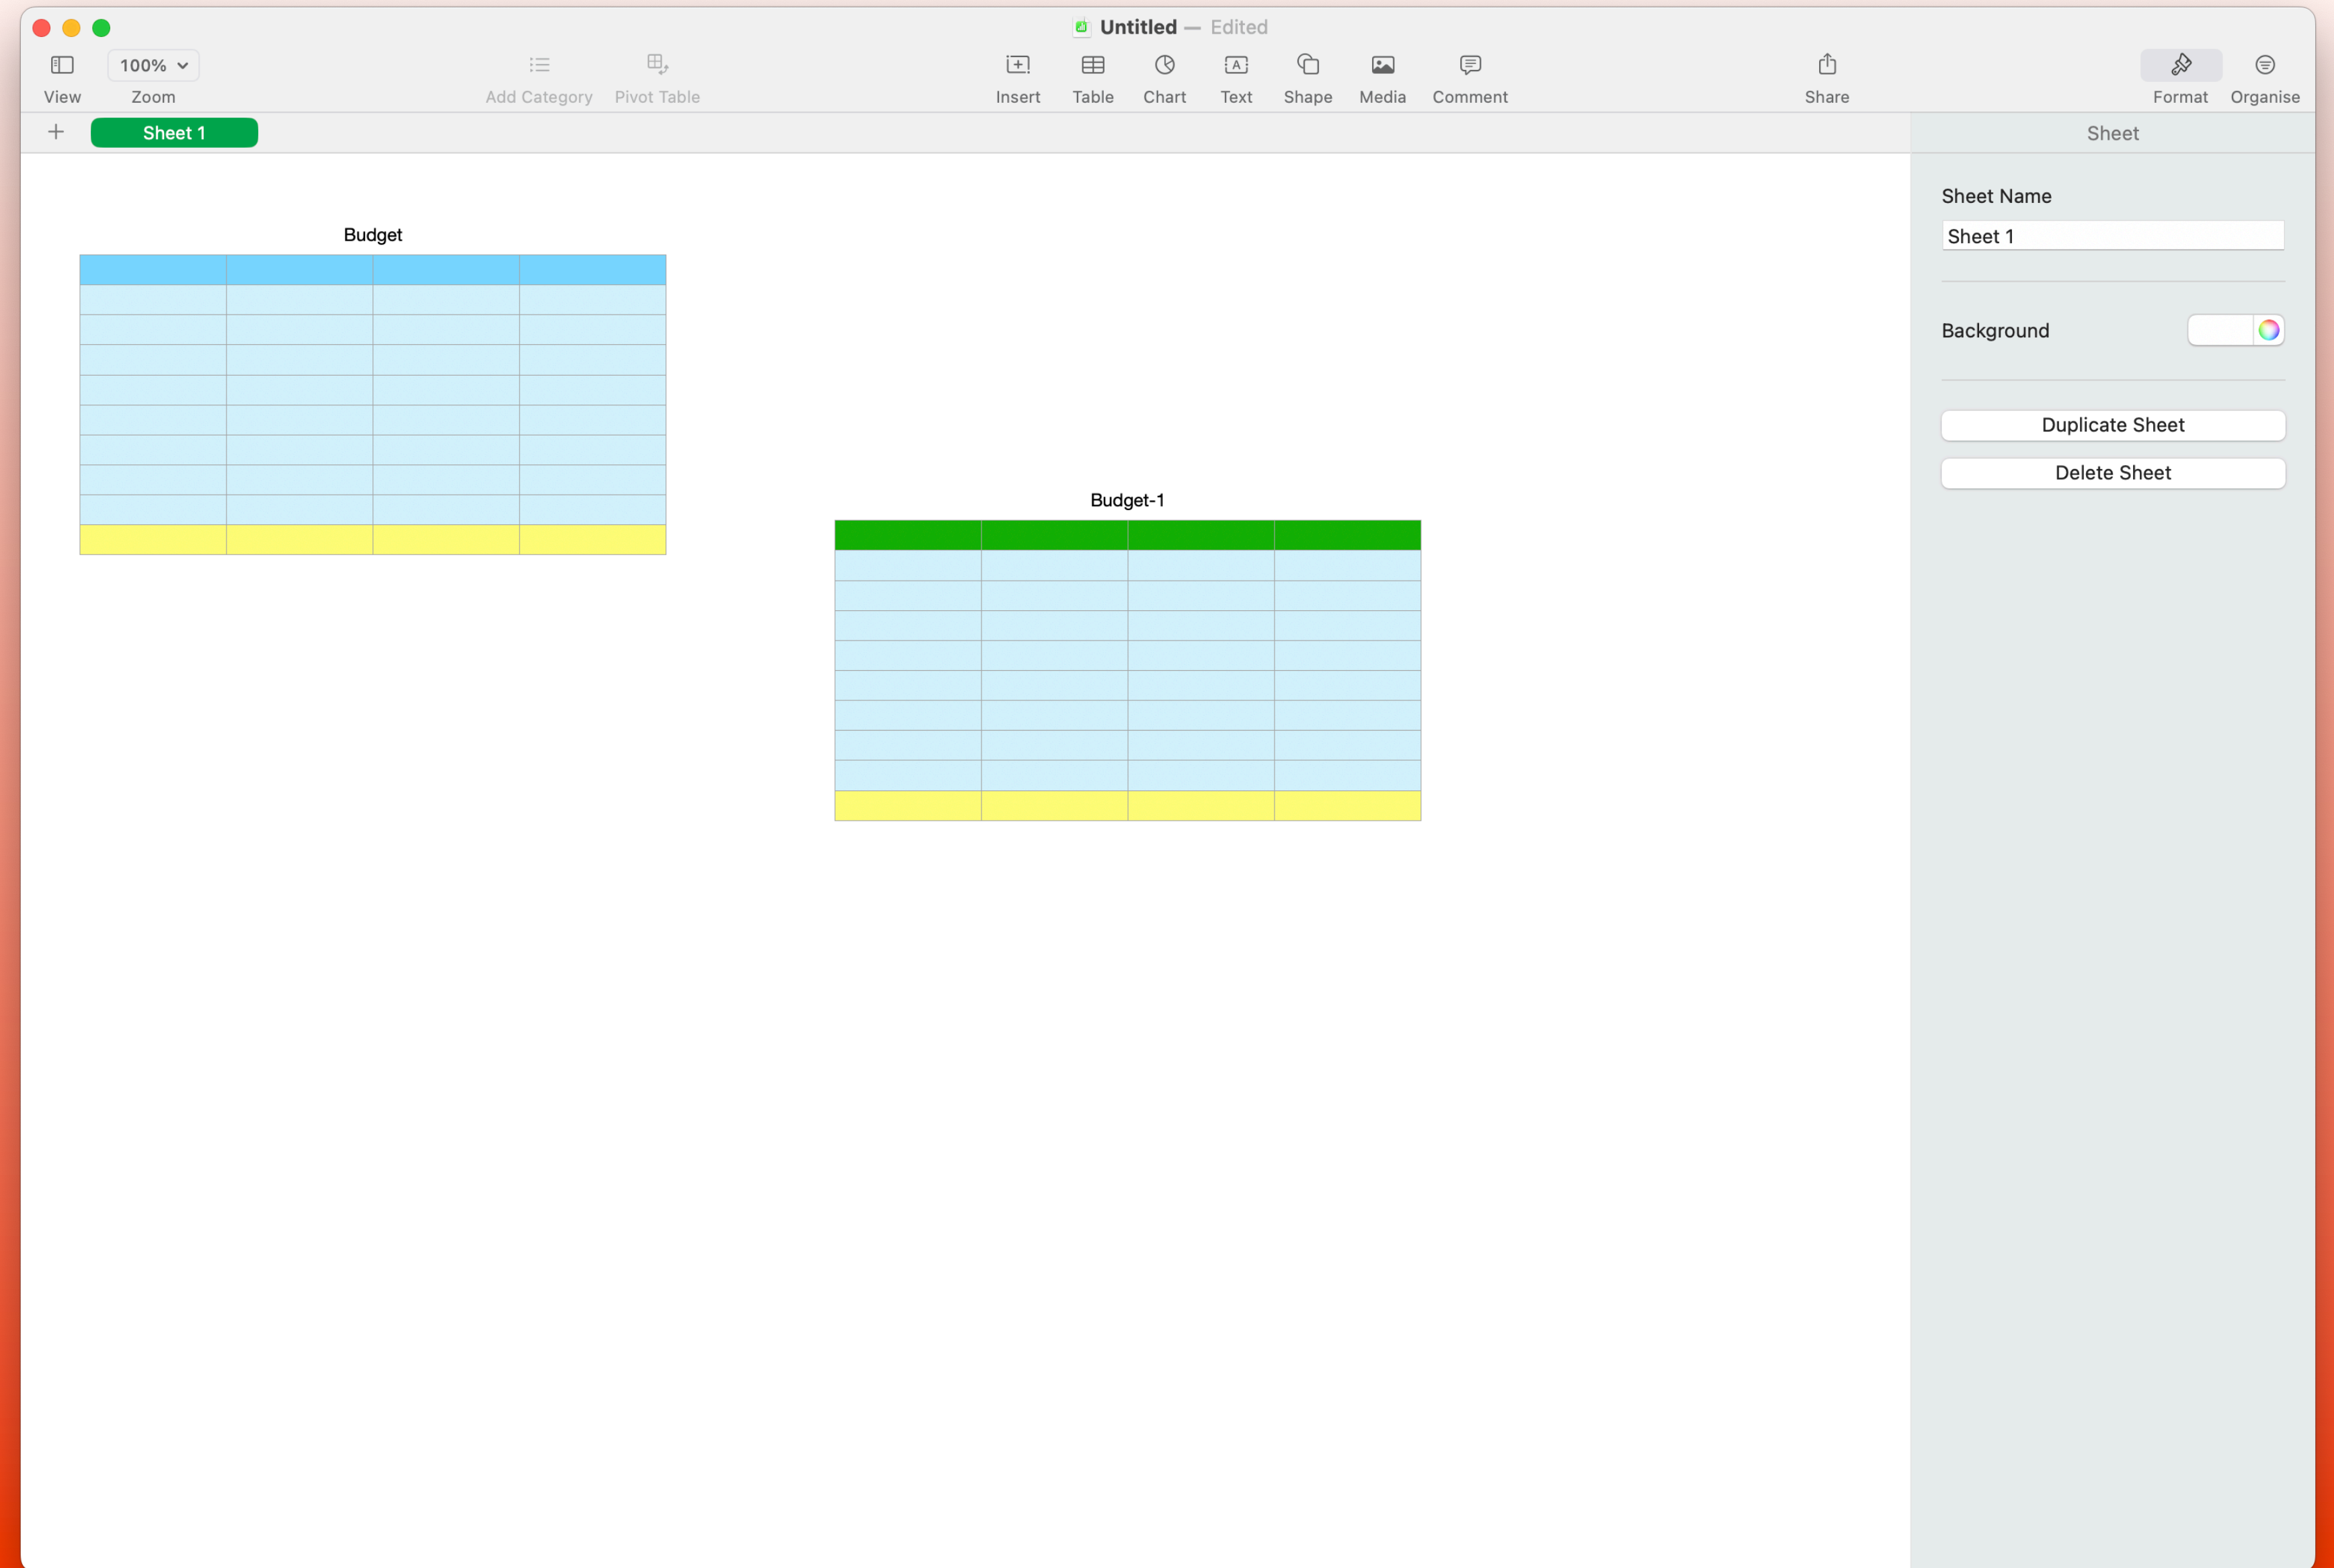 Untitled — Edited
100%
View Zoom Add Category Pivot Table Insert Table Chart Text Shape Media Comment Share Format Organise
Sheet 1 Sheet
Sheet Name
Sheet 1
Background
Duplicate Sheet
Delete Sheet
Budget
Budget-1